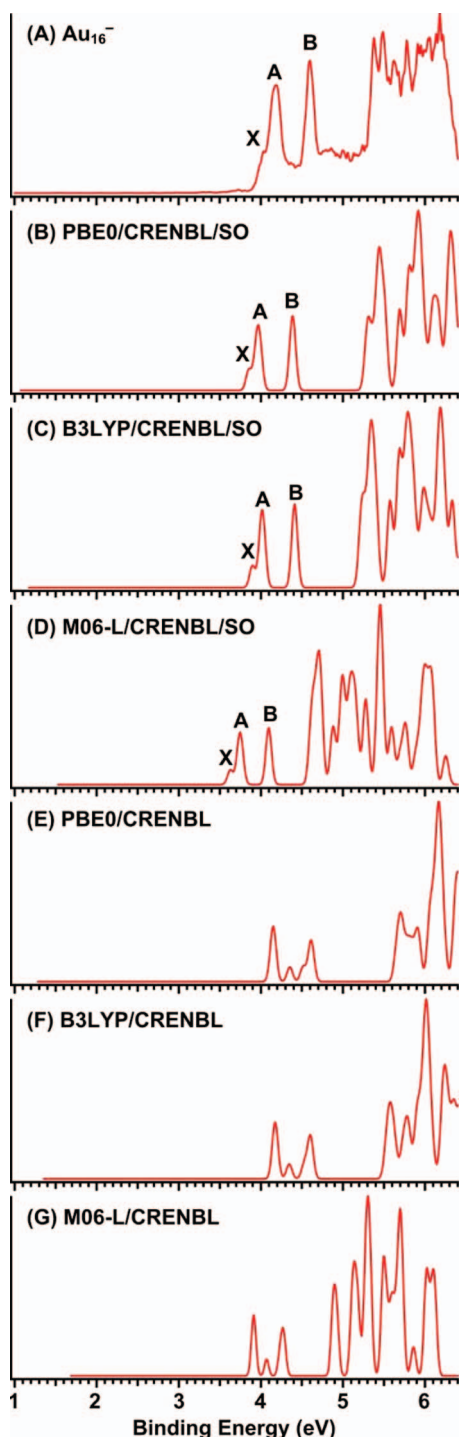 (A) Au₁₆⁻
X
A
B
(B) PBE0/CRENBL/SO
X
A
B
(C) B3LYP/CRENBL/SO
X
A
B
(D) M06-L/CRENBL/SO
X
A
B
(E) PBE0/CRENBL
(F) B3LYP/CRENBL
(G) M06-L/CRENBL
1 2 3 4 5 6
Binding Energy (eV)